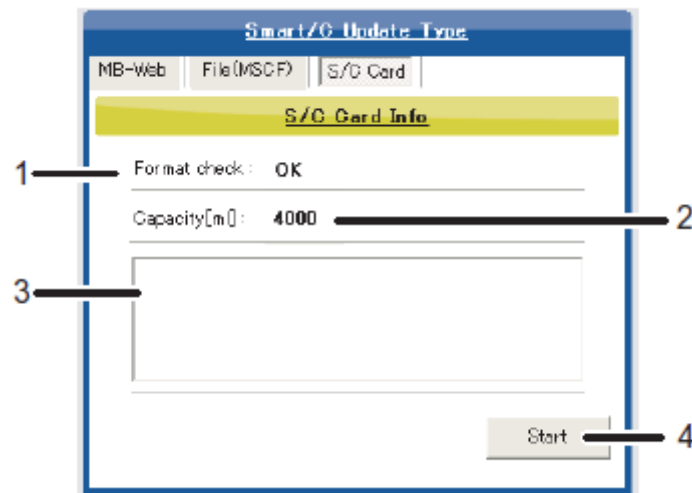 Smart/C Update Type
MB-Web File(MSCF) S/C Card
S/C Card Info
1 Format check : OK
Capacity[ml] : 4000 2
3
Start 4